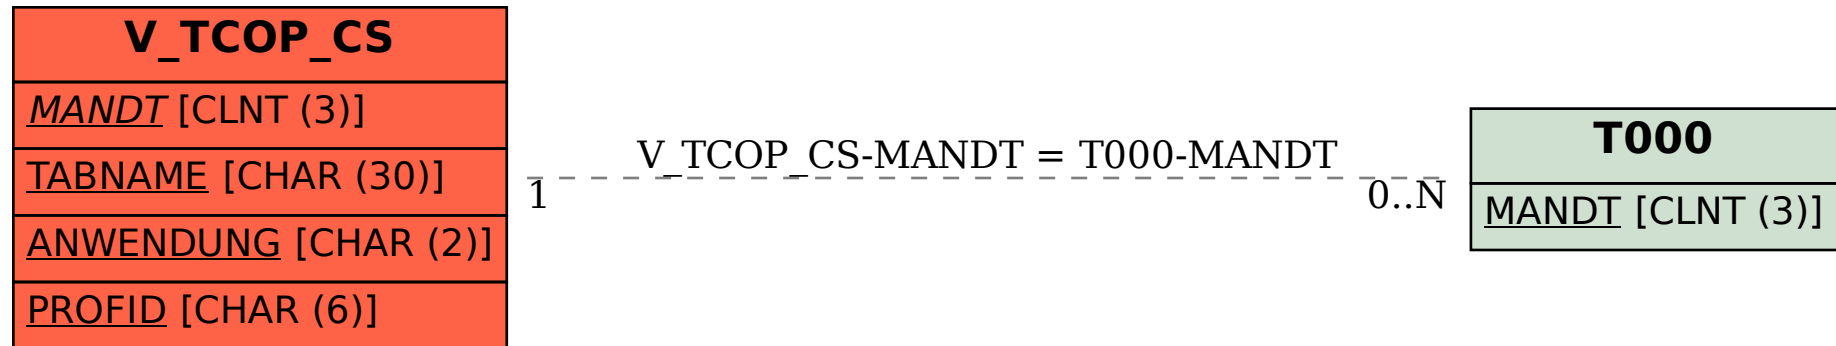 V_TCOP_CS
MANDT [CLNT (3)]
TABNAME [CHAR (30)]
ANWENDUNG [CHAR (2)]
PROFID [CHAR (6)]
V_TCOP_CS-MANDT = T000-MANDT
1
0..N
T000
MANDT [CLNT (3)]